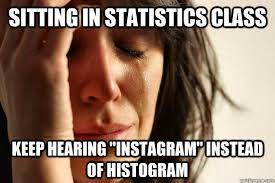 SITTING IN STATISTICS CLASS
KEEP HEARING "INSTAGRAM" INSTEAD
OF HISTOGRAM